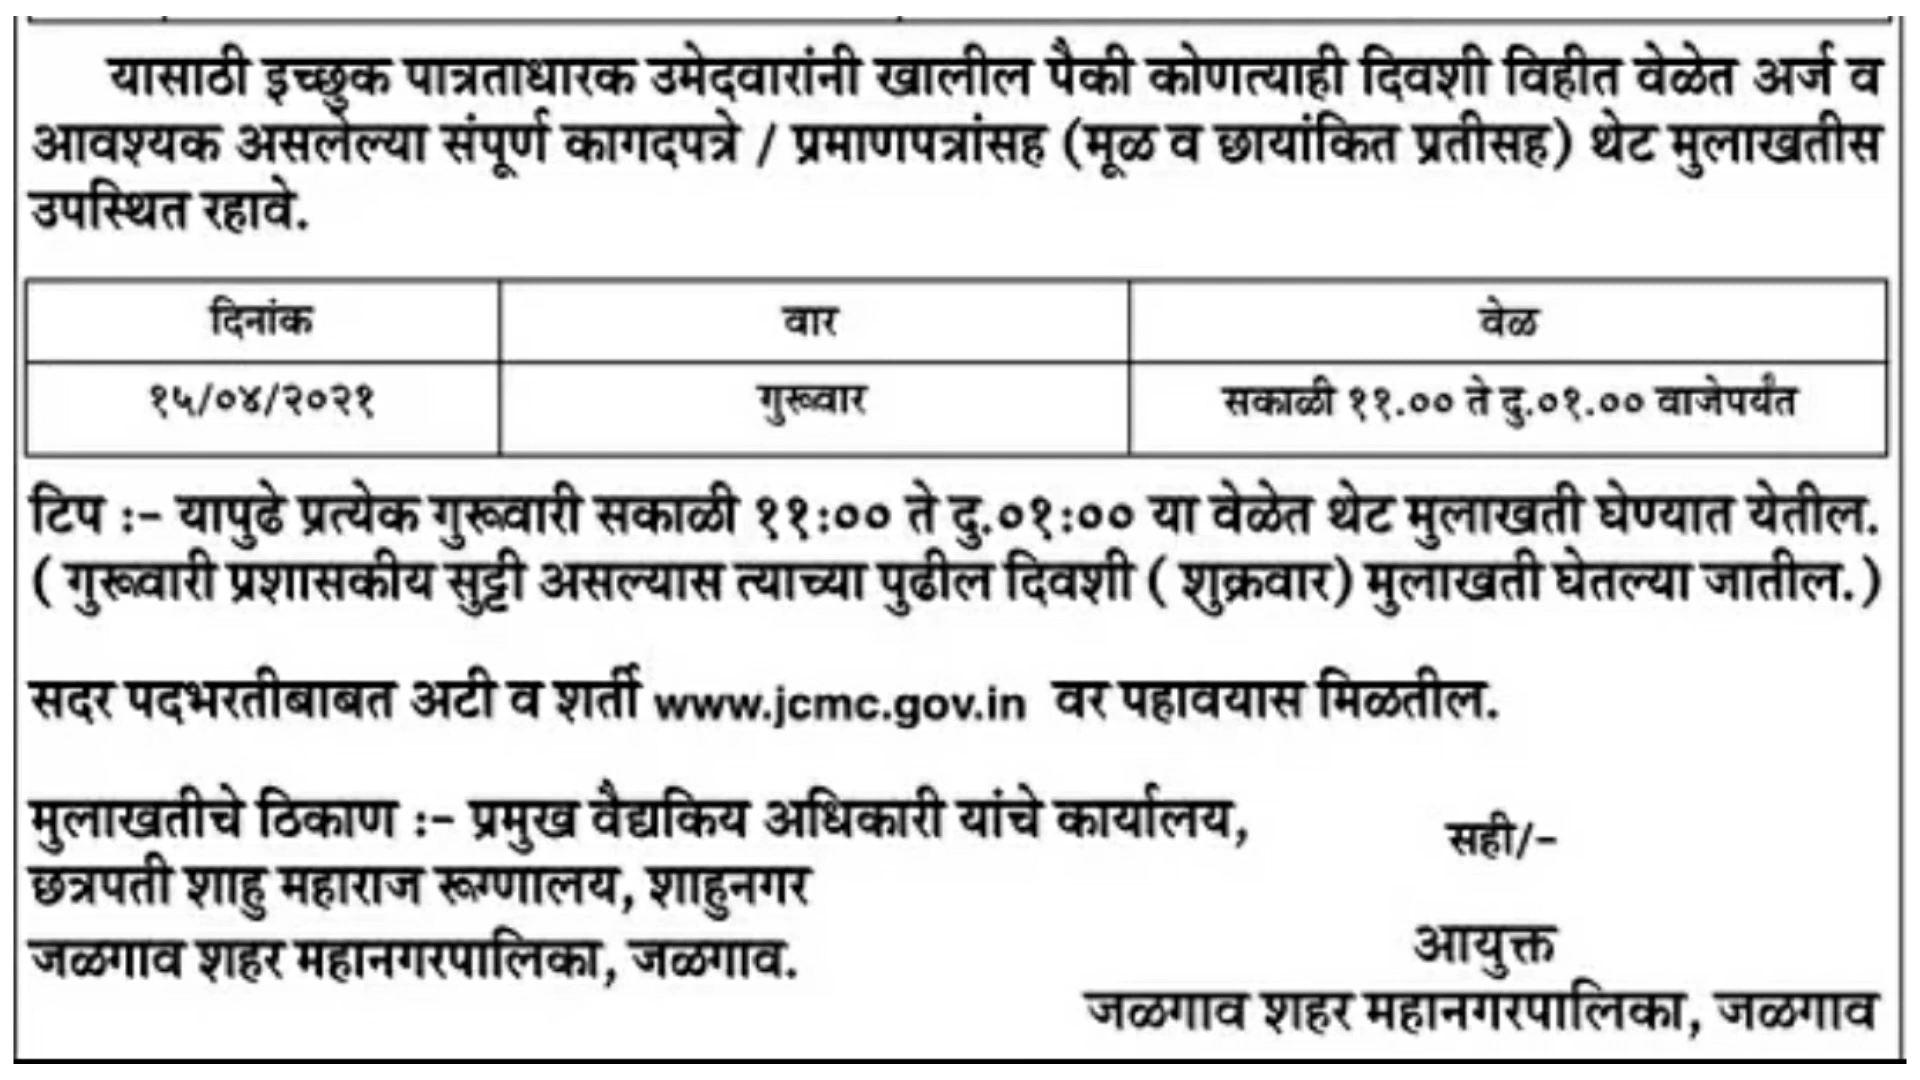 यासाठी इच्छुक पात्रताधारक उमेदवारांनी खालील पैकी कोणत्याही दिवशी विहीत वेळेत अर्ज व
आवश्यक असलेल्या संपूर्ण कागदपत्रे / प्रमाणपत्रांसह (मूळ व छायांकित प्रतीसह) थेट मुलाखतीस
उपस्थित रहावे.
दिनांक वार वेळ
१५/०४/२०२१ गुरूवार सकाळी ११.०० ते दु.०१.०० वाजेपर्यंत
टिप :- यापुढे प्रत्येक गुरूवारी सकाळी ११:०० ते दु.०१:०० या वेळेत थेट मुलाखती घेण्यात येतील.
( गुरूवारी प्रशासकीय सुट्टी असल्यास त्याच्या पुढील दिवशी ( शुक्रवार) मुलाखती घेतल्या जातील.)
सदर पदभरतीबाबत अटी व शर्ती www.jcmc.gov.in वर पहावयास मिळतील.
मुलाखतीचे ठिकाण :- प्रमुख वैद्यकिय अधिकारी यांचे कार्यालय,
छत्रपती शाहु महाराज रूग्णालय, शाहुनगर
जळगाव शहर महानगरपालिका, जळगाव.
सही/-
आयुक्त
जळगाव शहर महानगरपालिका, जळगाव